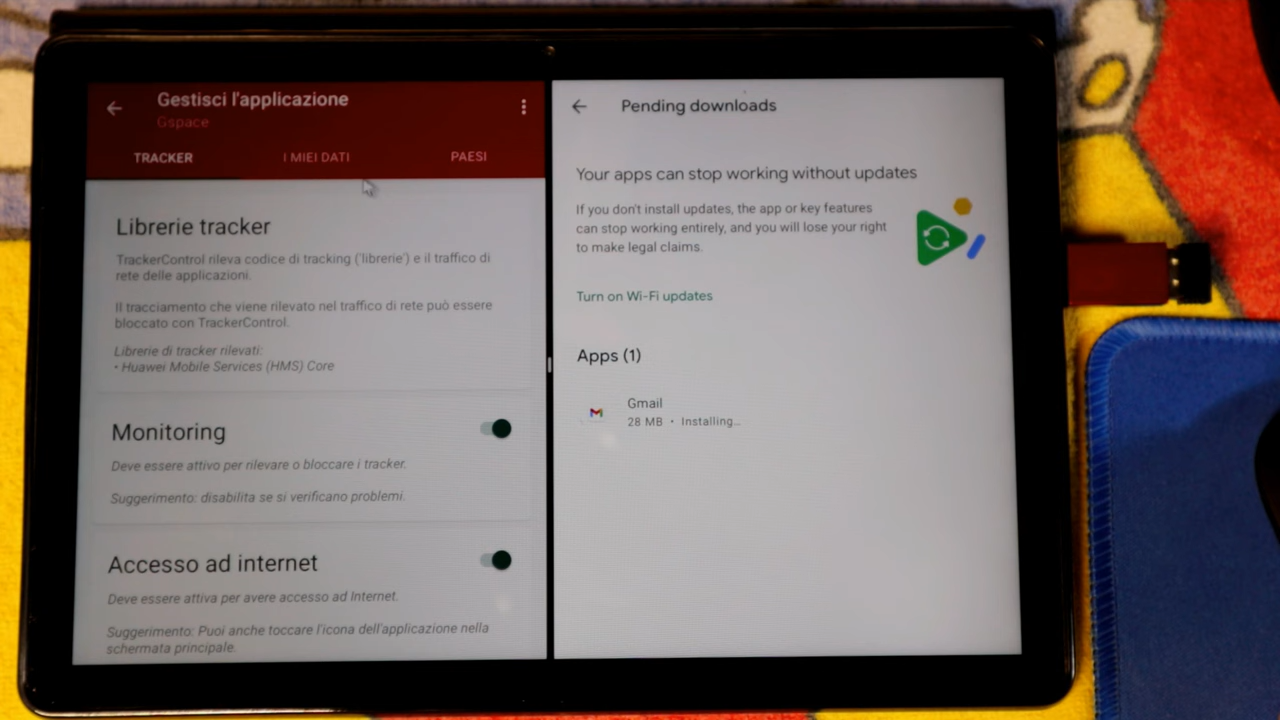 Gestisci l'applicazione
Gspace
TRACKER
I MIEI DATI
PAESI
Librerie tracker
TrackerControl rileva codice di tracking ('librerie') e il traffico di
rete delle applicazioni.
Il tracciamento che viene rilevato nel traffico di rete può essere
bloccato con TrackerControl.
Librerie di tracker rilevati:
• Huawei Mobile Services (HMS) Core
Monitoring
Deve essere attivo per rilevare o bloccare i tracker.
Suggerimento: disabilita se si verificano problemi.
Accesso ad internet
Deve essere attiva per avere accesso ad Internet.
Suggerimento: Puoi anche toccare l'icona dell'applicazione nella
schermata principale.
Pending downloads
Your apps can stop working without updates
If you don't install updates, the app or key features
can stop working entirely, and you will lose your right
to make legal claims.
Turn on Wi-Fi updates
Apps (1)
Gmail
28 MB • Installing...